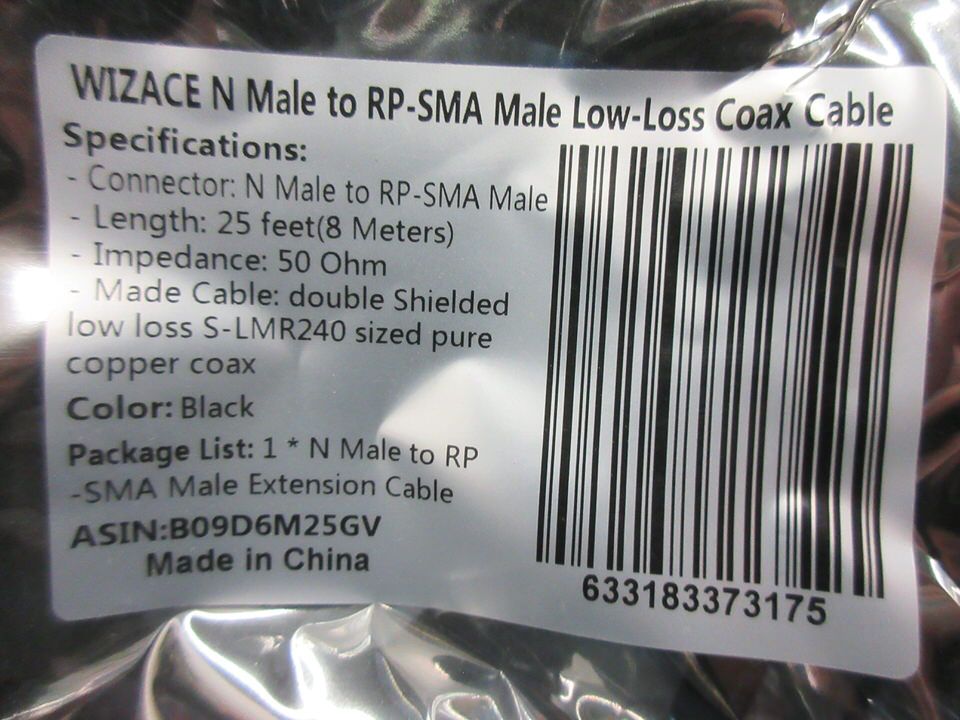 WIZACE N Male to RP-SMA Male Low-Loss Coax Cable
Specifications:
- Connector: N Male to RP-SMA Male
- Length: 25 feet(8 Meters)
- Impedance: 50 Ohm
- Made Cable: double Shielded
low loss S-LMR240 sized pure
copper coax
Color: Black
Package List: 1 * N Male to RP
-SMA Male Extension Cable
ASIN:B09D6M25GV
Made in China
633183373175